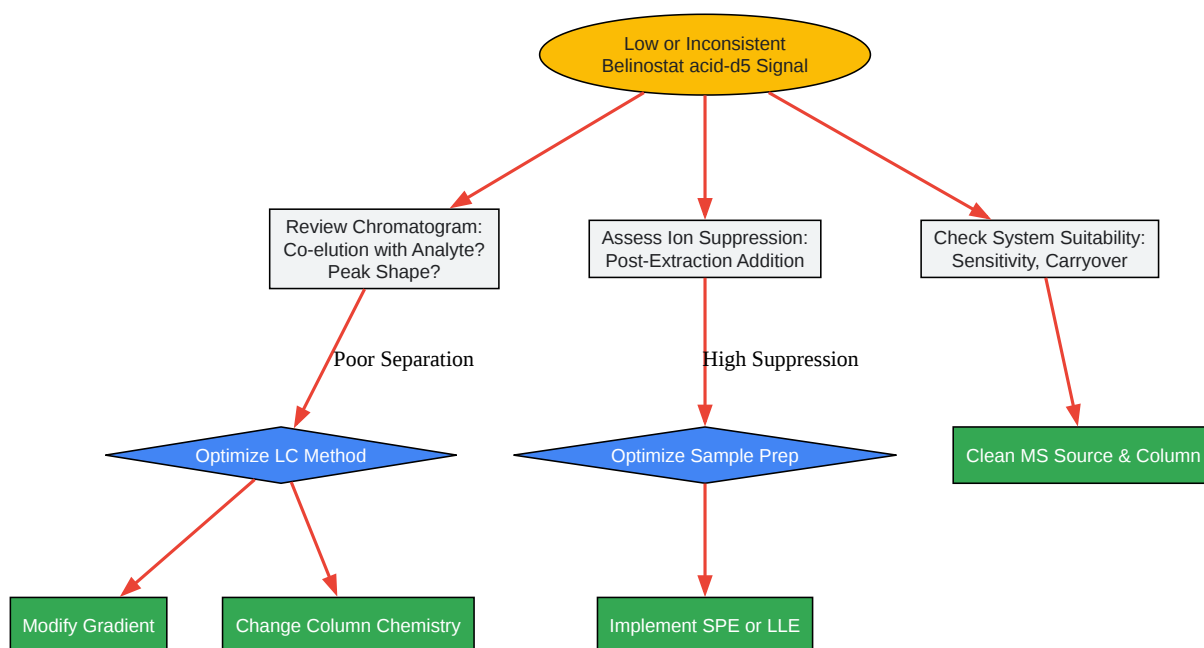 Low or Inconsistent
Belinostat acid-d5 Signal
Review Chromatogram:
Co-elution with Analyte?
Peak Shape?
Assess Ion Suppression:
Post-Extraction Addition
Check System Suitability:
Sensitivity, Carryover
Poor Separation
High Suppression
Optimize LC Method
Optimize Sample Prep
Clean MS Source & Column
Modify Gradient
Change Column Chemistry
Implement SPE or LLE